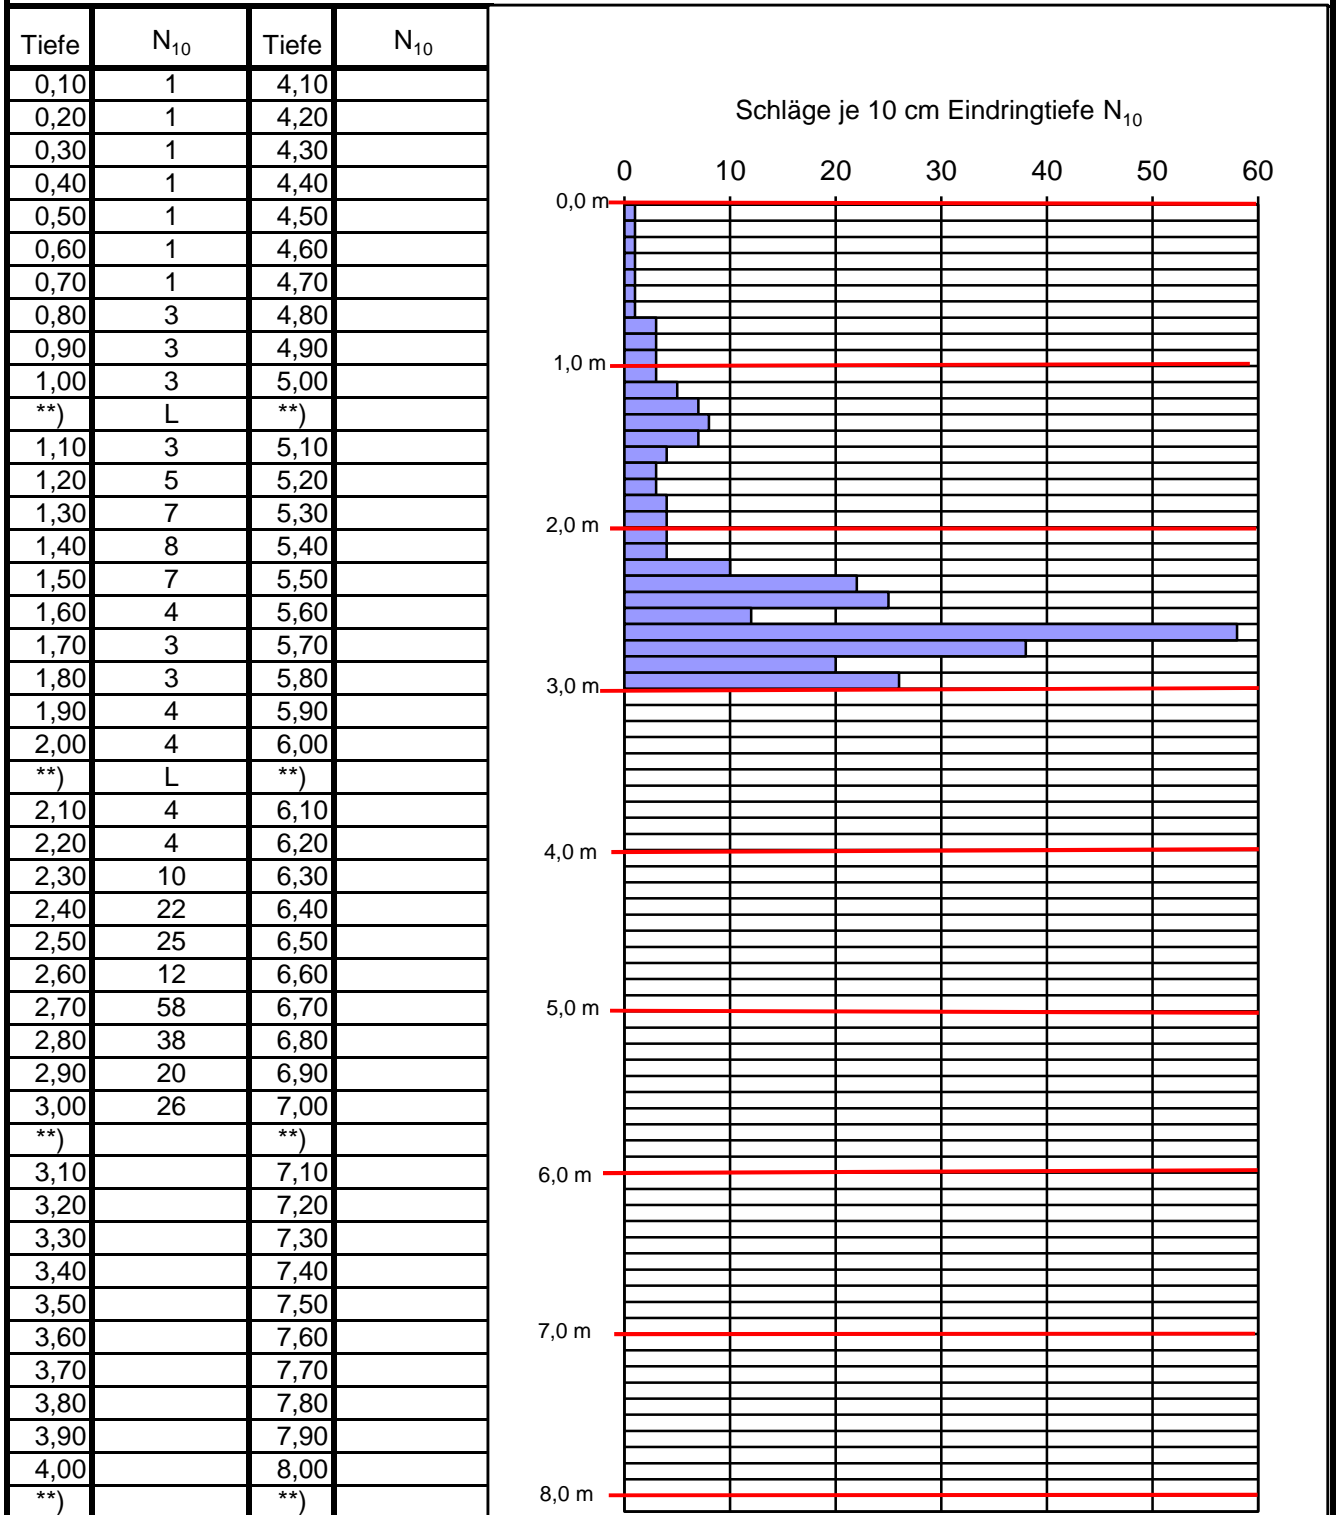 Tiefe N10 Tiefe N10
0,10 1 4,10
0,20 1 4,20
0,30 1 4,30
0,40 1 4,40
0,50 1 4,50
0,60 1 4,60
0,70 1 4,70
0,80 3 4,80
0,90 3 4,90
1,00 3 5,00
**) L **)
1,10 3 5,10
1,20 5 5,20
1,30 7 5,30
1,40 8 5,40
1,50 7 5,50
1,60 4 5,60
1,70 3 5,70
1,80 3 5,80
1,90 4 5,90
2,00 4 6,00
**) L **)
2,10 4 6,10
2,20 4 6,20
2,30 10 6,30
2,40 22 6,40
2,50 25 6,50
2,60 12 6,60
2,70 58 6,70
2,80 38 6,80
2,90 20 6,90
3,00 26 7,00
**) **)
3,10 7,10
3,20 7,20
3,30 7,30
3,40 7,40
3,50 7,50
3,60 7,60
3,70 7,70
3,80 7,80
3,90 7,90
4,00 8,00
**) **)
Schläge je 10 cm Eindringtiefe N10
0 10 20 30 40 50 60
0,0 m
1,0 m
2,0 m
3,0 m
4,0 m
5,0 m
6,0 m
7,0 m
8,0 m